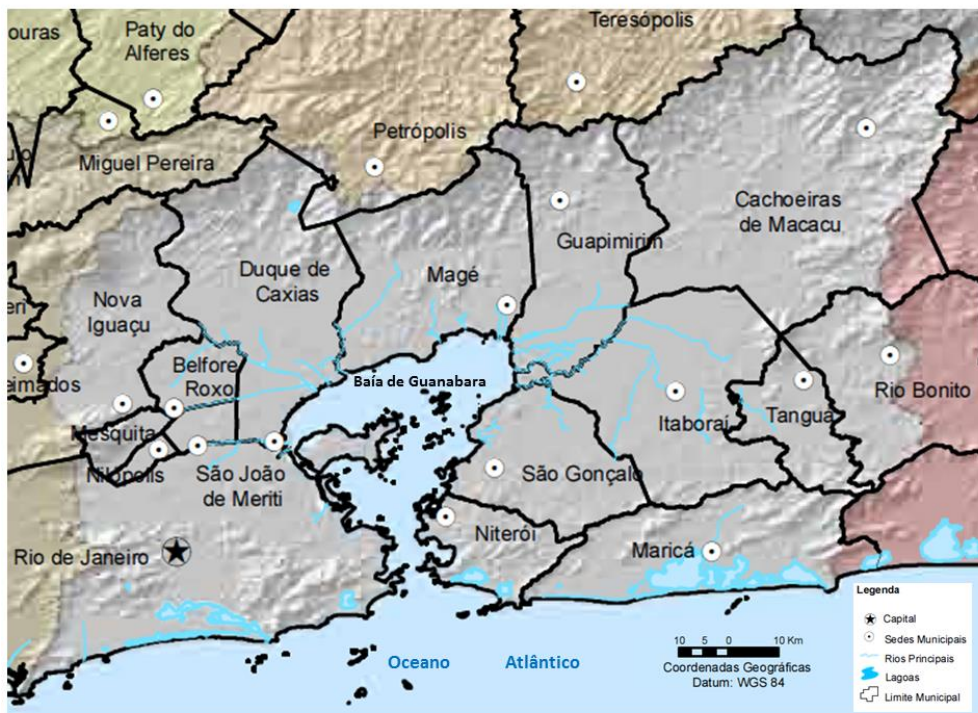 Teresópolis
ouras
Paty do
Alferes
Petrópolis
Miguel Pereira
Cachoeiras
de Macacu
Guapimirim
Duque de
Caxias
Magé
Nova
Iguaçu
eri
Belfore
Roxo
Baía de Guanabara
eimados
Rio Bonito
Itaboraí
Tangua
Mesquita
Nilópolis
São João
de Meriti
São Gonçalo
Niterói
Maricá
Rio de Janeiro
Oceano Atlântico
10 5 0 10 Km
Coordenadas Geográficas
Datum: WGS 84
Legenda
Capital
Sedes Municipais
Rios Principais
Lagoas
Limite Municipal